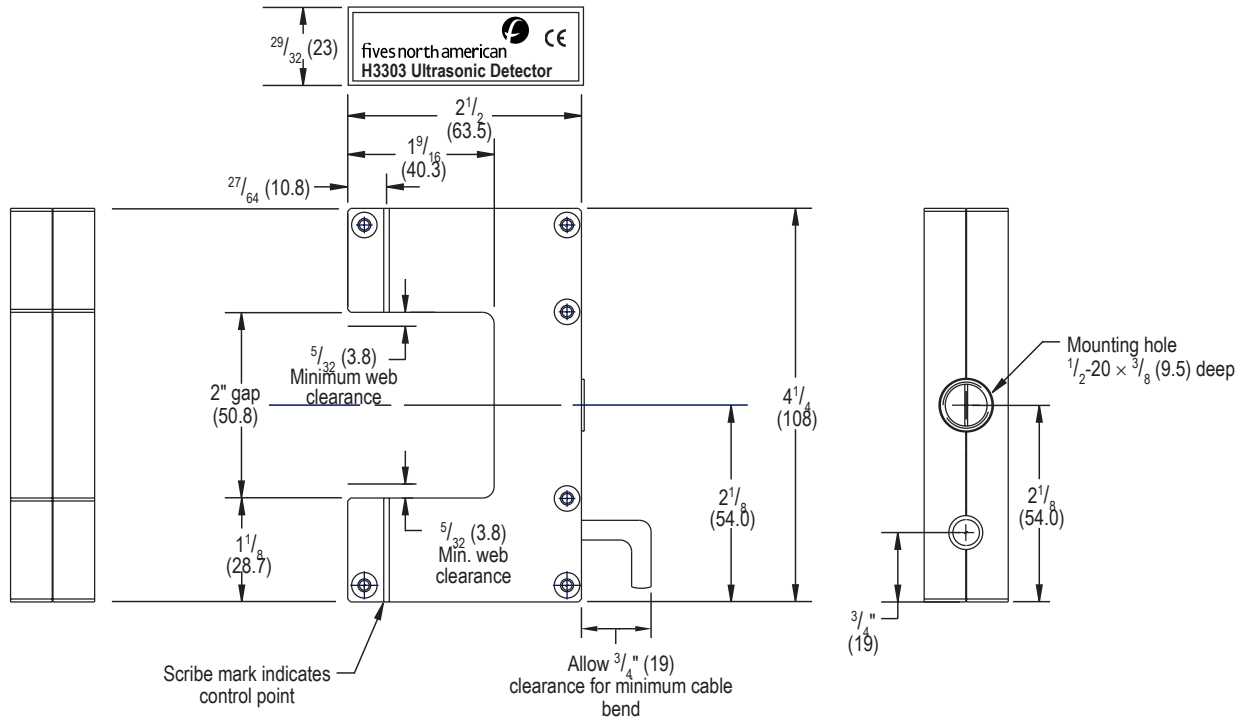 29/32 (23)
fives north american
f CE
H3303 Ultrasonic Detector
2 1/2
(63.5)
1 9/16
(40.3)
27/64 (10.8)
5/32 (3.8)
Minimum web
clearance
2" gap
(50.8)
4 1/4
(108)
Mounting hole
1/2-20 × 3/8 (9.5) deep
2 1/8
(54.0)
2 1/8
(54.0)
1 1/8
(28.7)
5/32 (3.8)
Min. web
clearance
3/4"
(19)
Scribe mark indicates
control point
Allow 3/4" (19)
clearance for minimum cable
bend